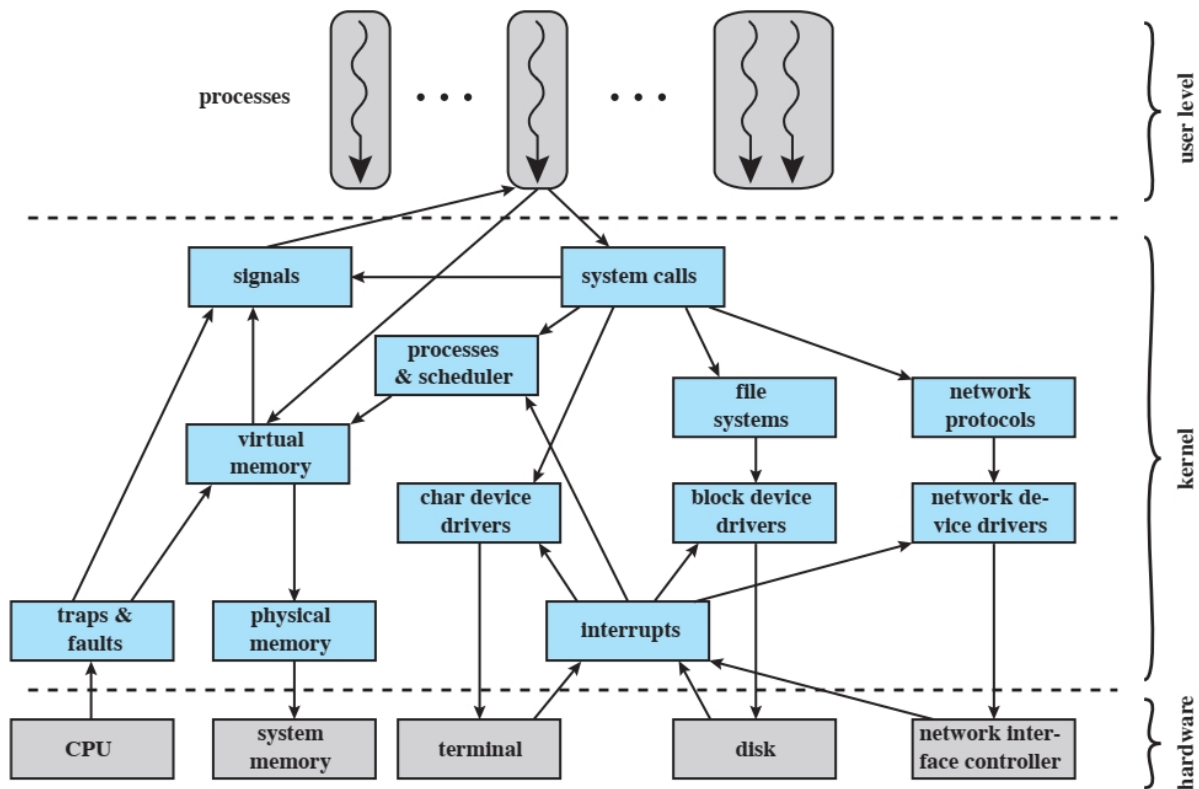 processes
user level
signals
system calls
processes
& scheduler
file
systems
network
protocols
virtual
memory
kernel
char device
drivers
block device
drivers
network de-
vice drivers
traps &
faults
physical
memory
interrupts
CPU
system
memory
terminal
disk
network inter-
face controller
hardware